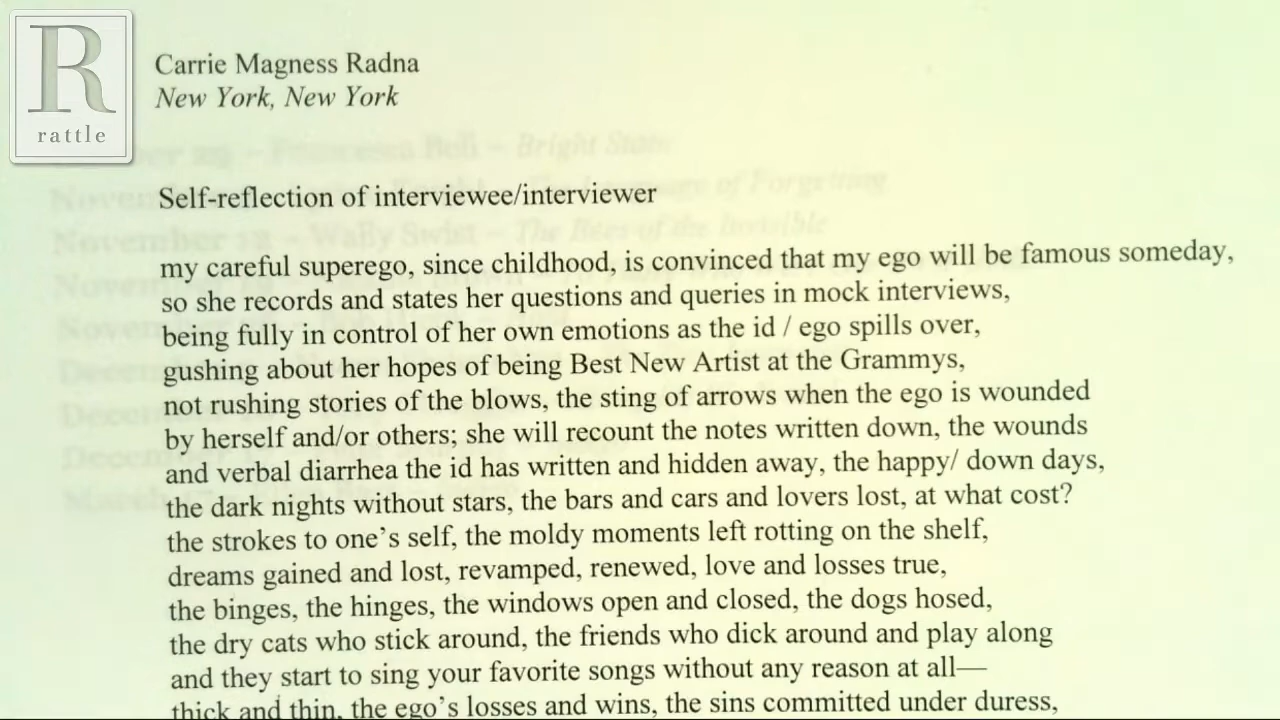 R
rattle
Carrie Magness Radna
New York, New York
Self-reflection of interviewee/interviewer
my careful superego, since childhood, is convinced that my ego will be famous someday,
so she records and states her questions and queries in mock interviews,
being fully in control of her own emotions as the id / ego spills over,
gushing about her hopes of being Best New Artist at the Grammys,
not rushing stories of the blows, the sting of arrows when the ego is wounded
by herself and/or others; she will recount the notes written down, the wounds
and verbal diarrhea the id has written and hidden away, the happy/ down days,
the dark nights without stars, the bars and cars and lovers lost, at what cost?
the strokes to one’s self, the moldy moments left rotting on the shelf,
dreams gained and lost, revamped, renewed, love and losses true,
the binges, the hinges, the windows open and closed, the dogs hosed,
the dry cats who stick around, the friends who dick around and play along
and they start to sing your favorite songs without any reason at all—
thick and thin, the ego’s losses and wins, the sins committed under duress,